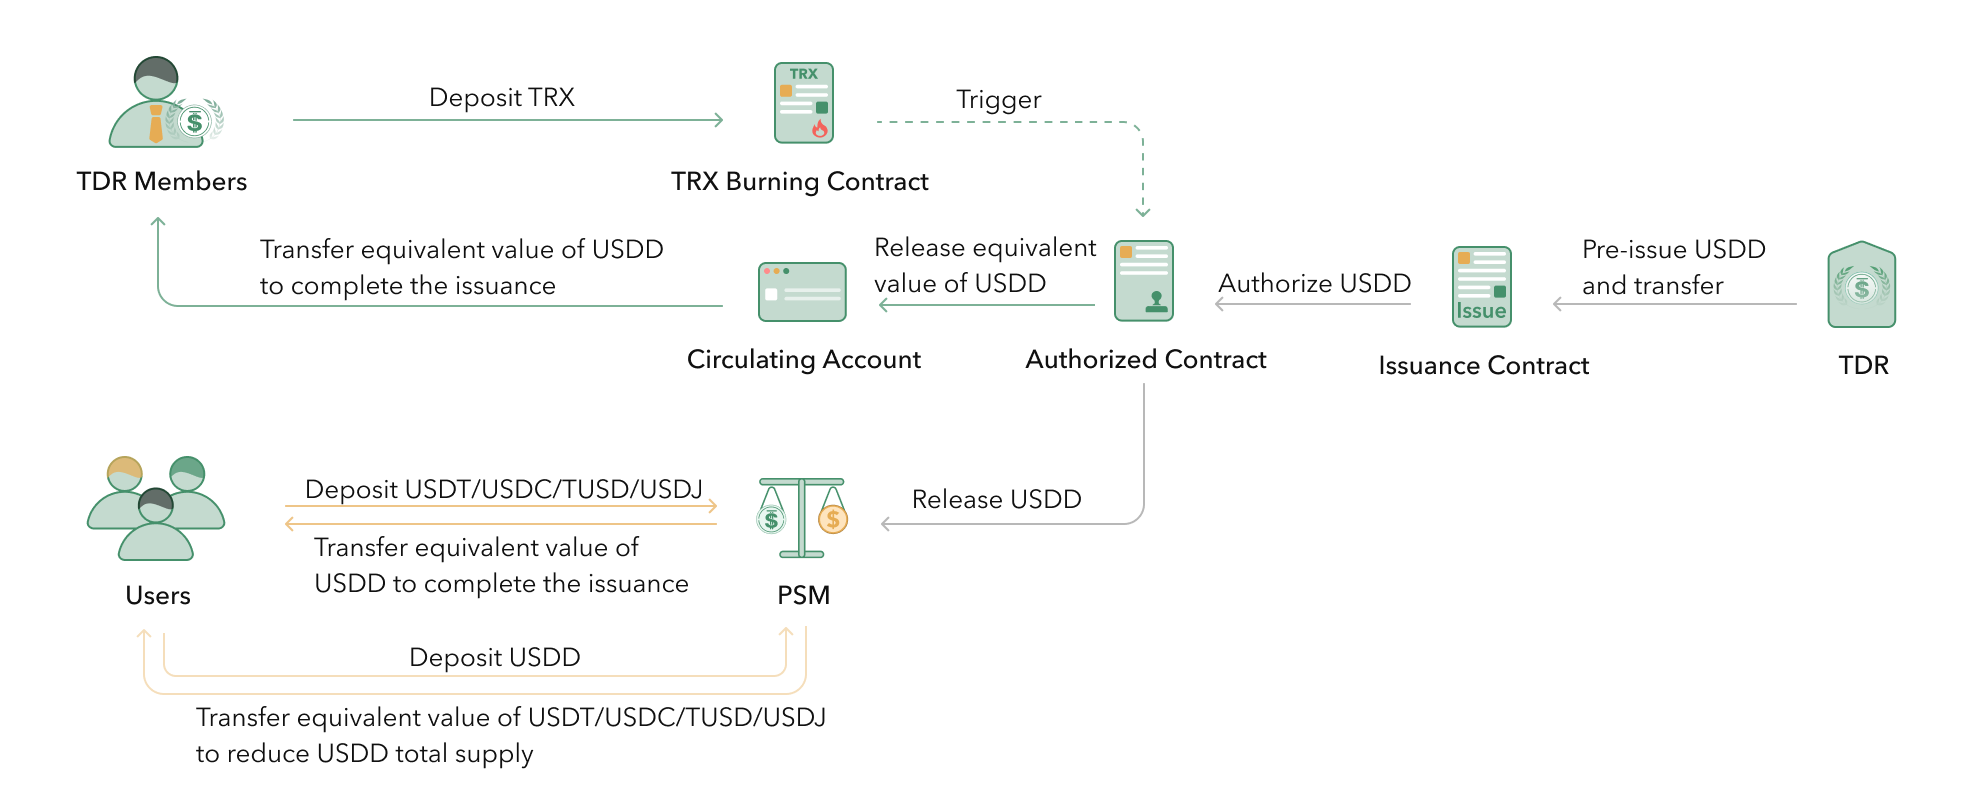 TRX
Deposit TRX
Trigger
TDR Members
TRX Burning Contract
Transfer equivalent value of USDD
to complete the issuance
Release equivalent
value of USDD
Authorize USDD
Pre-issue USDD
and transfer
$
$
Issue
Circulating Account
Authorized Contract
Issuance Contract
TDR
Deposit USDT/USDC/TUSD/USDJ
Release USDD
$
$
Transfer equivalent value of
USDD to complete the issuance
Users
PSM
Deposit USDD
Transfer equivalent value of USDT/USDC/TUSD/USDJ
to reduce USDD total supply